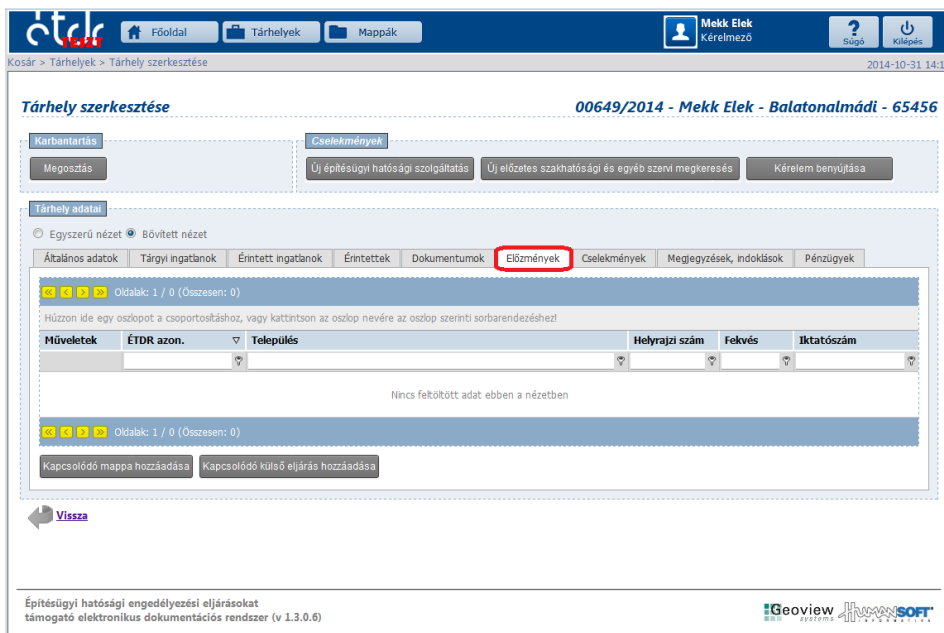 étdr
TESZT
Főoldal
Tárhelyek
Mappák
Mekk Elek
Kérelmező
?
Súgó
Kilépés
Kosár > Tárhelyek > Tárhely szerkesztése
2014-10-31 14:1
Tárhely szerkesztése
00649/2014 - Mekk Elek - Balatonalmádi - 65456
Karbantartás
Cselekmények
Megosztás
Új építésügyi hatósági szolgáltatás
Új előzetes szakhatósági és egyéb szervi megkeresés
Kérelem benyújtása
Tárhely adatai
Egyszerű nézet
Bővített nézet
Általános adatok
Tárgyi ingatlanok
Érintett ingatlanok
Érintettek
Dokumentumok
Előzmények
Cselekmények
Megjegyzések, indoklások
Pénzügyek
Oldalak: 1 / 0 (Összesen: 0)
Húzzon ide egy oszlopot a csoportosításhoz, vagy kattintson az oszlop nevére az oszlop szerinti sorbarendezéshez!
Műveletek
ÉTDR azon.
Település
Helyrajzi szám
Fekvés
Iktatószám
Nincs feltöltött adat ebben a nézetben
Oldalak: 1 / 0 (Összesen: 0)
Kapcsolódó mappa hozzáadása
Kapcsolódó külső eljárás hozzáadása
Vissza
Építésügyi hatósági engedélyezési eljárásokat
támogató elektronikus dokumentációs rendszer (v 1.3.0.6)
Geoview
systems
HUMANSOFT
INFORMATIKA